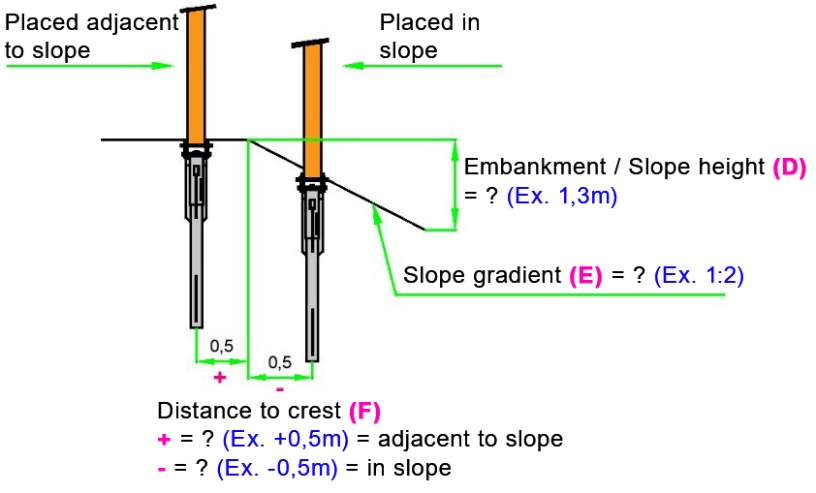 Placed adjacent
to slope
Placed in
slope
Embankment / Slope height (D)
= ? (Ex. 1,3m)
Slope gradient (E) = ? (Ex. 1:2)
0,5
0,5
+
-
Distance to crest (F)
+ = ? (Ex. +0,5m) = adjacent to slope
- = ? (Ex. -0,5m) = in slope